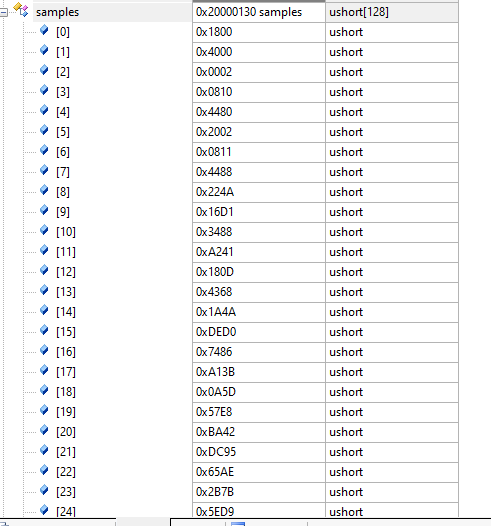 samples 0x20000130 samples ushort[128]
[0] 0x1800 ushort
[1] 0x4000 ushort
[2] 0x0002 ushort
[3] 0x0810 ushort
[4] 0x4480 ushort
[5] 0x2002 ushort
[6] 0x0811 ushort
[7] 0x4488 ushort
[8] 0x224A ushort
[9] 0x16D1 ushort
[10] 0x3488 ushort
[11] 0xA241 ushort
[12] 0x180D ushort
[13] 0x4368 ushort
[14] 0x1A4A ushort
[15] 0xDED0 ushort
[16] 0x7486 ushort
[17] 0xA13B ushort
[18] 0x0A5D ushort
[19] 0x57E8 ushort
[20] 0xBA42 ushort
[21] 0xDC95 ushort
[22] 0x65AE ushort
[23] 0x2B7B ushort
[24] 0x5ED9 ushort